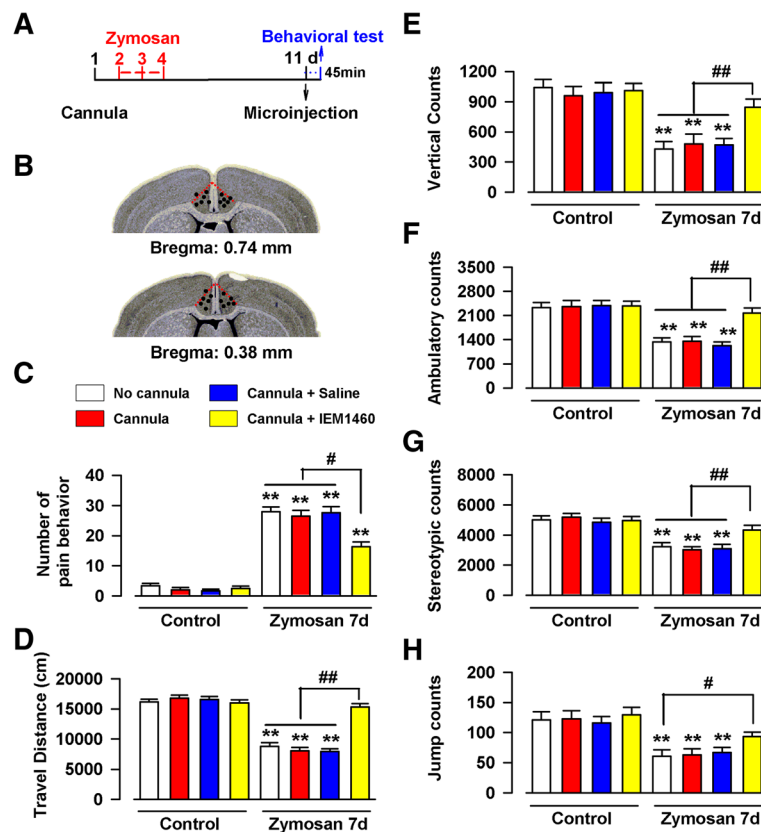 A
Zymosan
Behavioral test
1 2 3 4 11 d 45min
Cannula Microinjection
B
Bregma: 0.74 mm
Bregma: 0.38 mm
C
No cannula Cannula + Saline
Cannula Cannula + IEM1460
Number of
pain behavior
40
30
20
10
0
** ** ** # **
Control Zymosan 7d
D
Travel Distance (cm)
20000
15000
10000
5000
0
** ** ** ##
Control Zymosan 7d
E
Vertical Counts
1200
900
600
300
0
** ** ** ##
Control Zymosan 7d
F
Ambulatory counts
3500
2800
2100
1400
700
0
** ** ** ##
Control Zymosan 7d
G
Stereotypic counts
8000
6000
4000
2000
0
** ** ** ##
Control Zymosan 7d
H
Jump counts
200
150
100
50
0
** ** ** #
Control Zymosan 7d